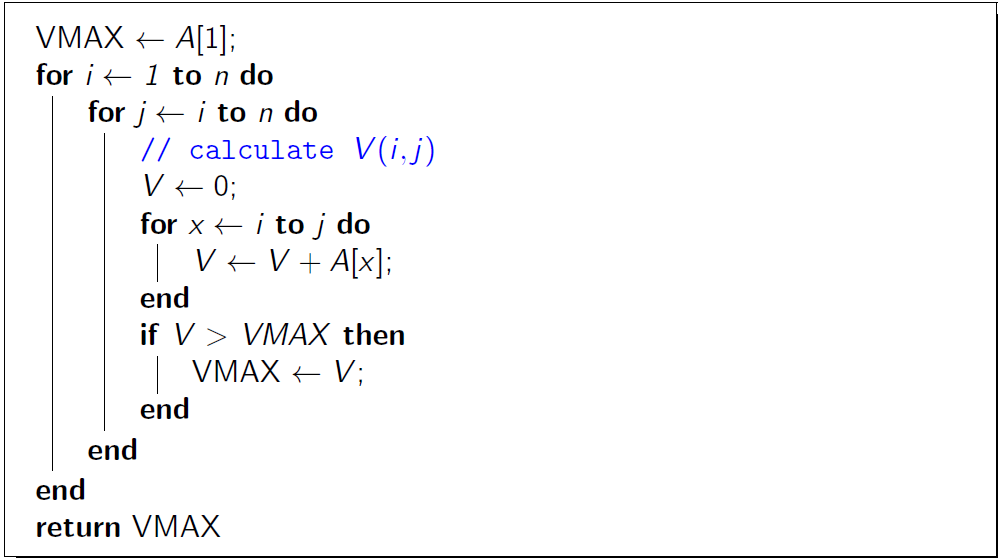 VMAX ← A[1];
for i ← 1 to n do
for j ← i to n do
// calculate V(i,j)
V ← 0;
for x ← i to j do
V ← V + A[x];
end
if V > VMAX then
VMAX ← V;
end
end
end
return VMAX